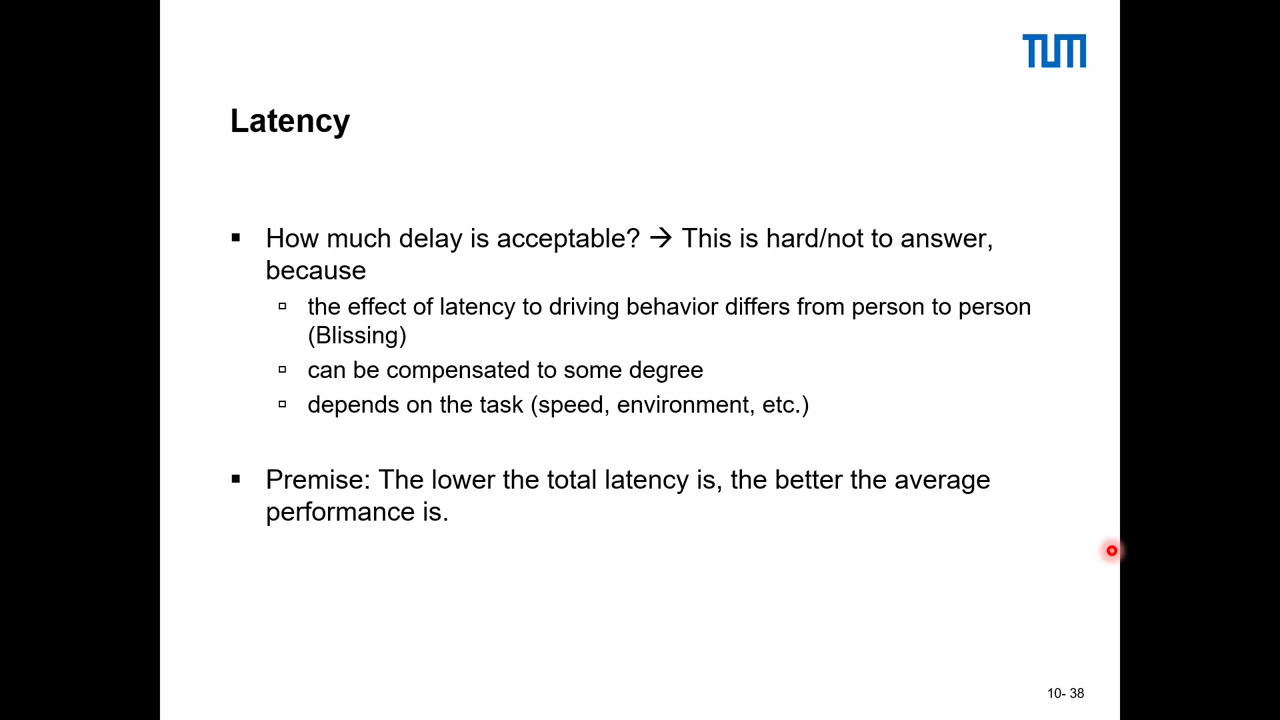 TUM
Latency
▪ How much delay is acceptable? → This is hard/not to answer,
because
▫ the effect of latency to driving behavior differs from person to person
(Blissing)
▫ can be compensated to some degree
▫ depends on the task (speed, environment, etc.)
▪ Premise: The lower the total latency is, the better the average
performance is.
10- 38